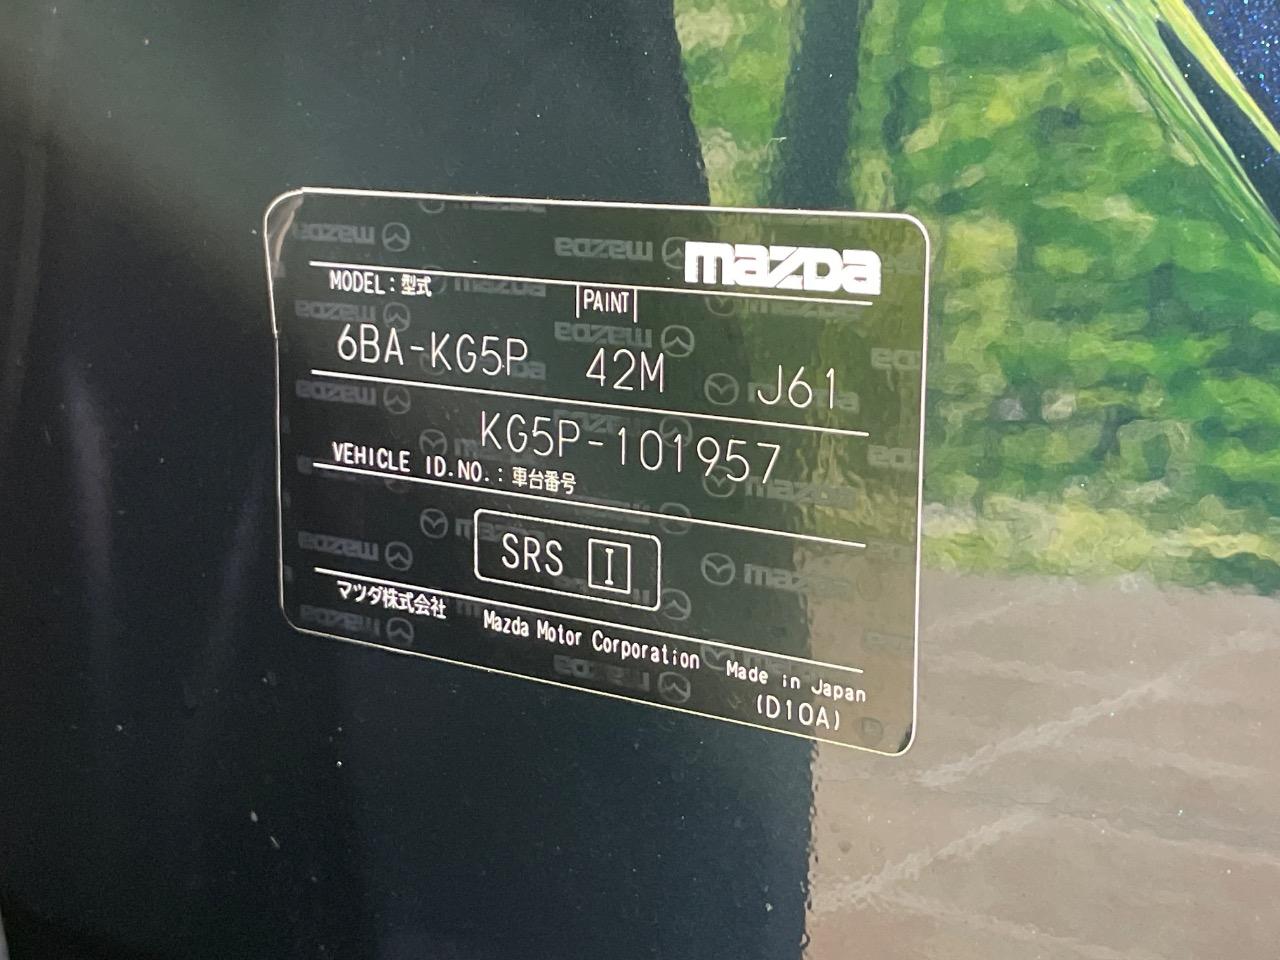 mazda
MODEL:型式 PAINT
6BA-KG5P 42M J61
KG5P-101957
VEHICLE ID.NO.:車台番号
SRS I
マツダ株式会社 Mazda Motor Corporation Made in Japan
(D10A)